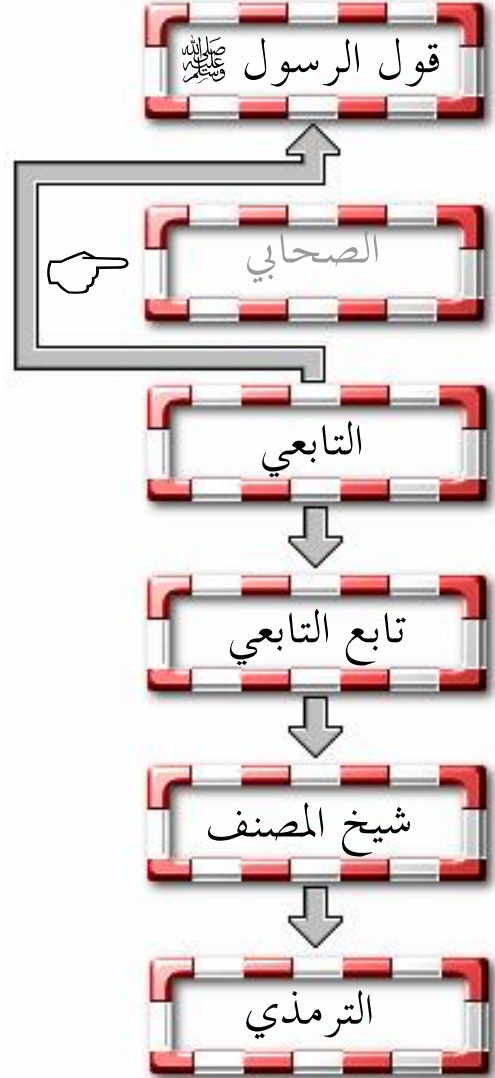 قول الرسول ﷺ
الصحابي
التابعي
تابع التابعي
شيخ المصنف
الترمذي